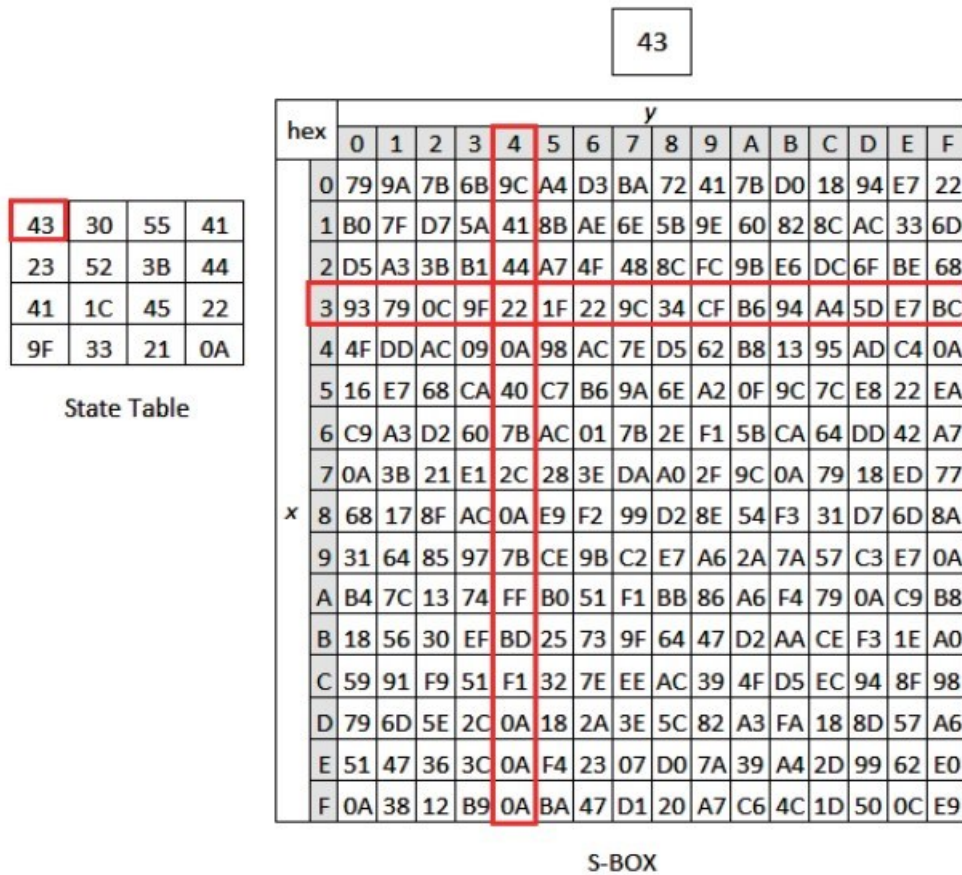 43
hex y
0 1 2 3 4 5 6 7 8 9 A B C D E F
0 79 9A 7B 6B 9C A4 D3 BA 72 41 7B D0 18 94 E7 22
43 30 55 41
1 B0 7F D7 5A 41 8B AE 6E 5B 9E 60 82 8C AC 33 6D
23 52 3B 44
2 D5 A3 3B B1 44 A7 4F 48 8C FC 9B E6 DC 6F BE 68
41 1C 45 22
3 93 79 0C 9F 22 1F 22 9C 34 CF B6 94 A4 5D E7 BC
9F 33 21 0A
4 4F DD AC 09 0A 98 AC 7E D5 62 B8 13 95 AD C4 0A
State Table
5 16 E7 68 CA 40 C7 B6 9A 6E A2 0F 9C 7C E8 22 EA
6 C9 A3 D2 60 7B AC 01 7B 2E F1 5B CA 64 DD 42 A7
7 0A 3B 21 E1 2C 28 3E DA A0 2F 9C 0A 79 18 ED 77
x 8 68 17 8F AC 0A E9 F2 99 D2 8E 54 F3 31 D7 6D 8A
9 31 64 85 97 7B CE 9B C2 E7 A6 2A 7A 57 C3 E7 0A
A B4 7C 13 74 FF B0 51 F1 BB 86 A6 F4 79 0A C9 B8
B 18 56 30 EF BD 25 73 9F 64 47 D2 AA CE F3 1E A0
C 59 91 F9 51 F1 32 7E EE AC 39 4F D5 EC 94 8F 98
D 79 6D 5E 2C 0A 18 2A 3E 5C 82 A3 FA 18 8D 57 A6
E 51 47 36 3C 0A F4 23 07 D0 7A 39 A4 2D 99 62 E0
F 0A 38 12 B9 0A BA 47 D1 20 A7 C6 4C 1D 50 0C E9
S-BOX